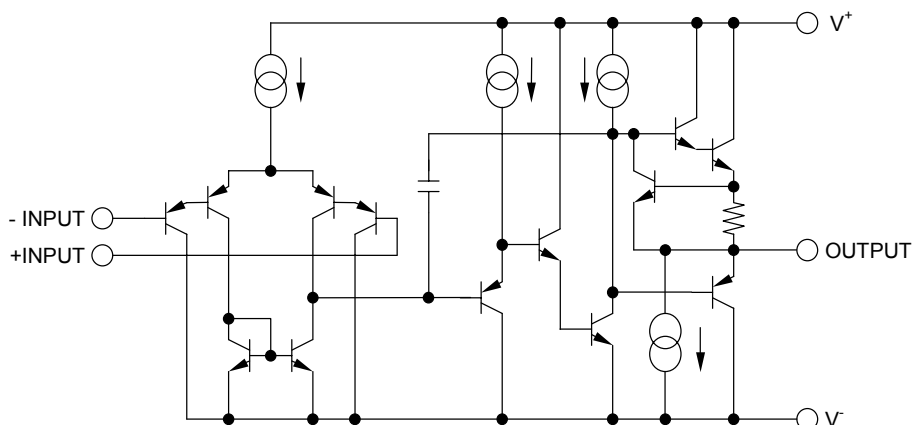 V+
- INPUT
+INPUT
OUTPUT
V-